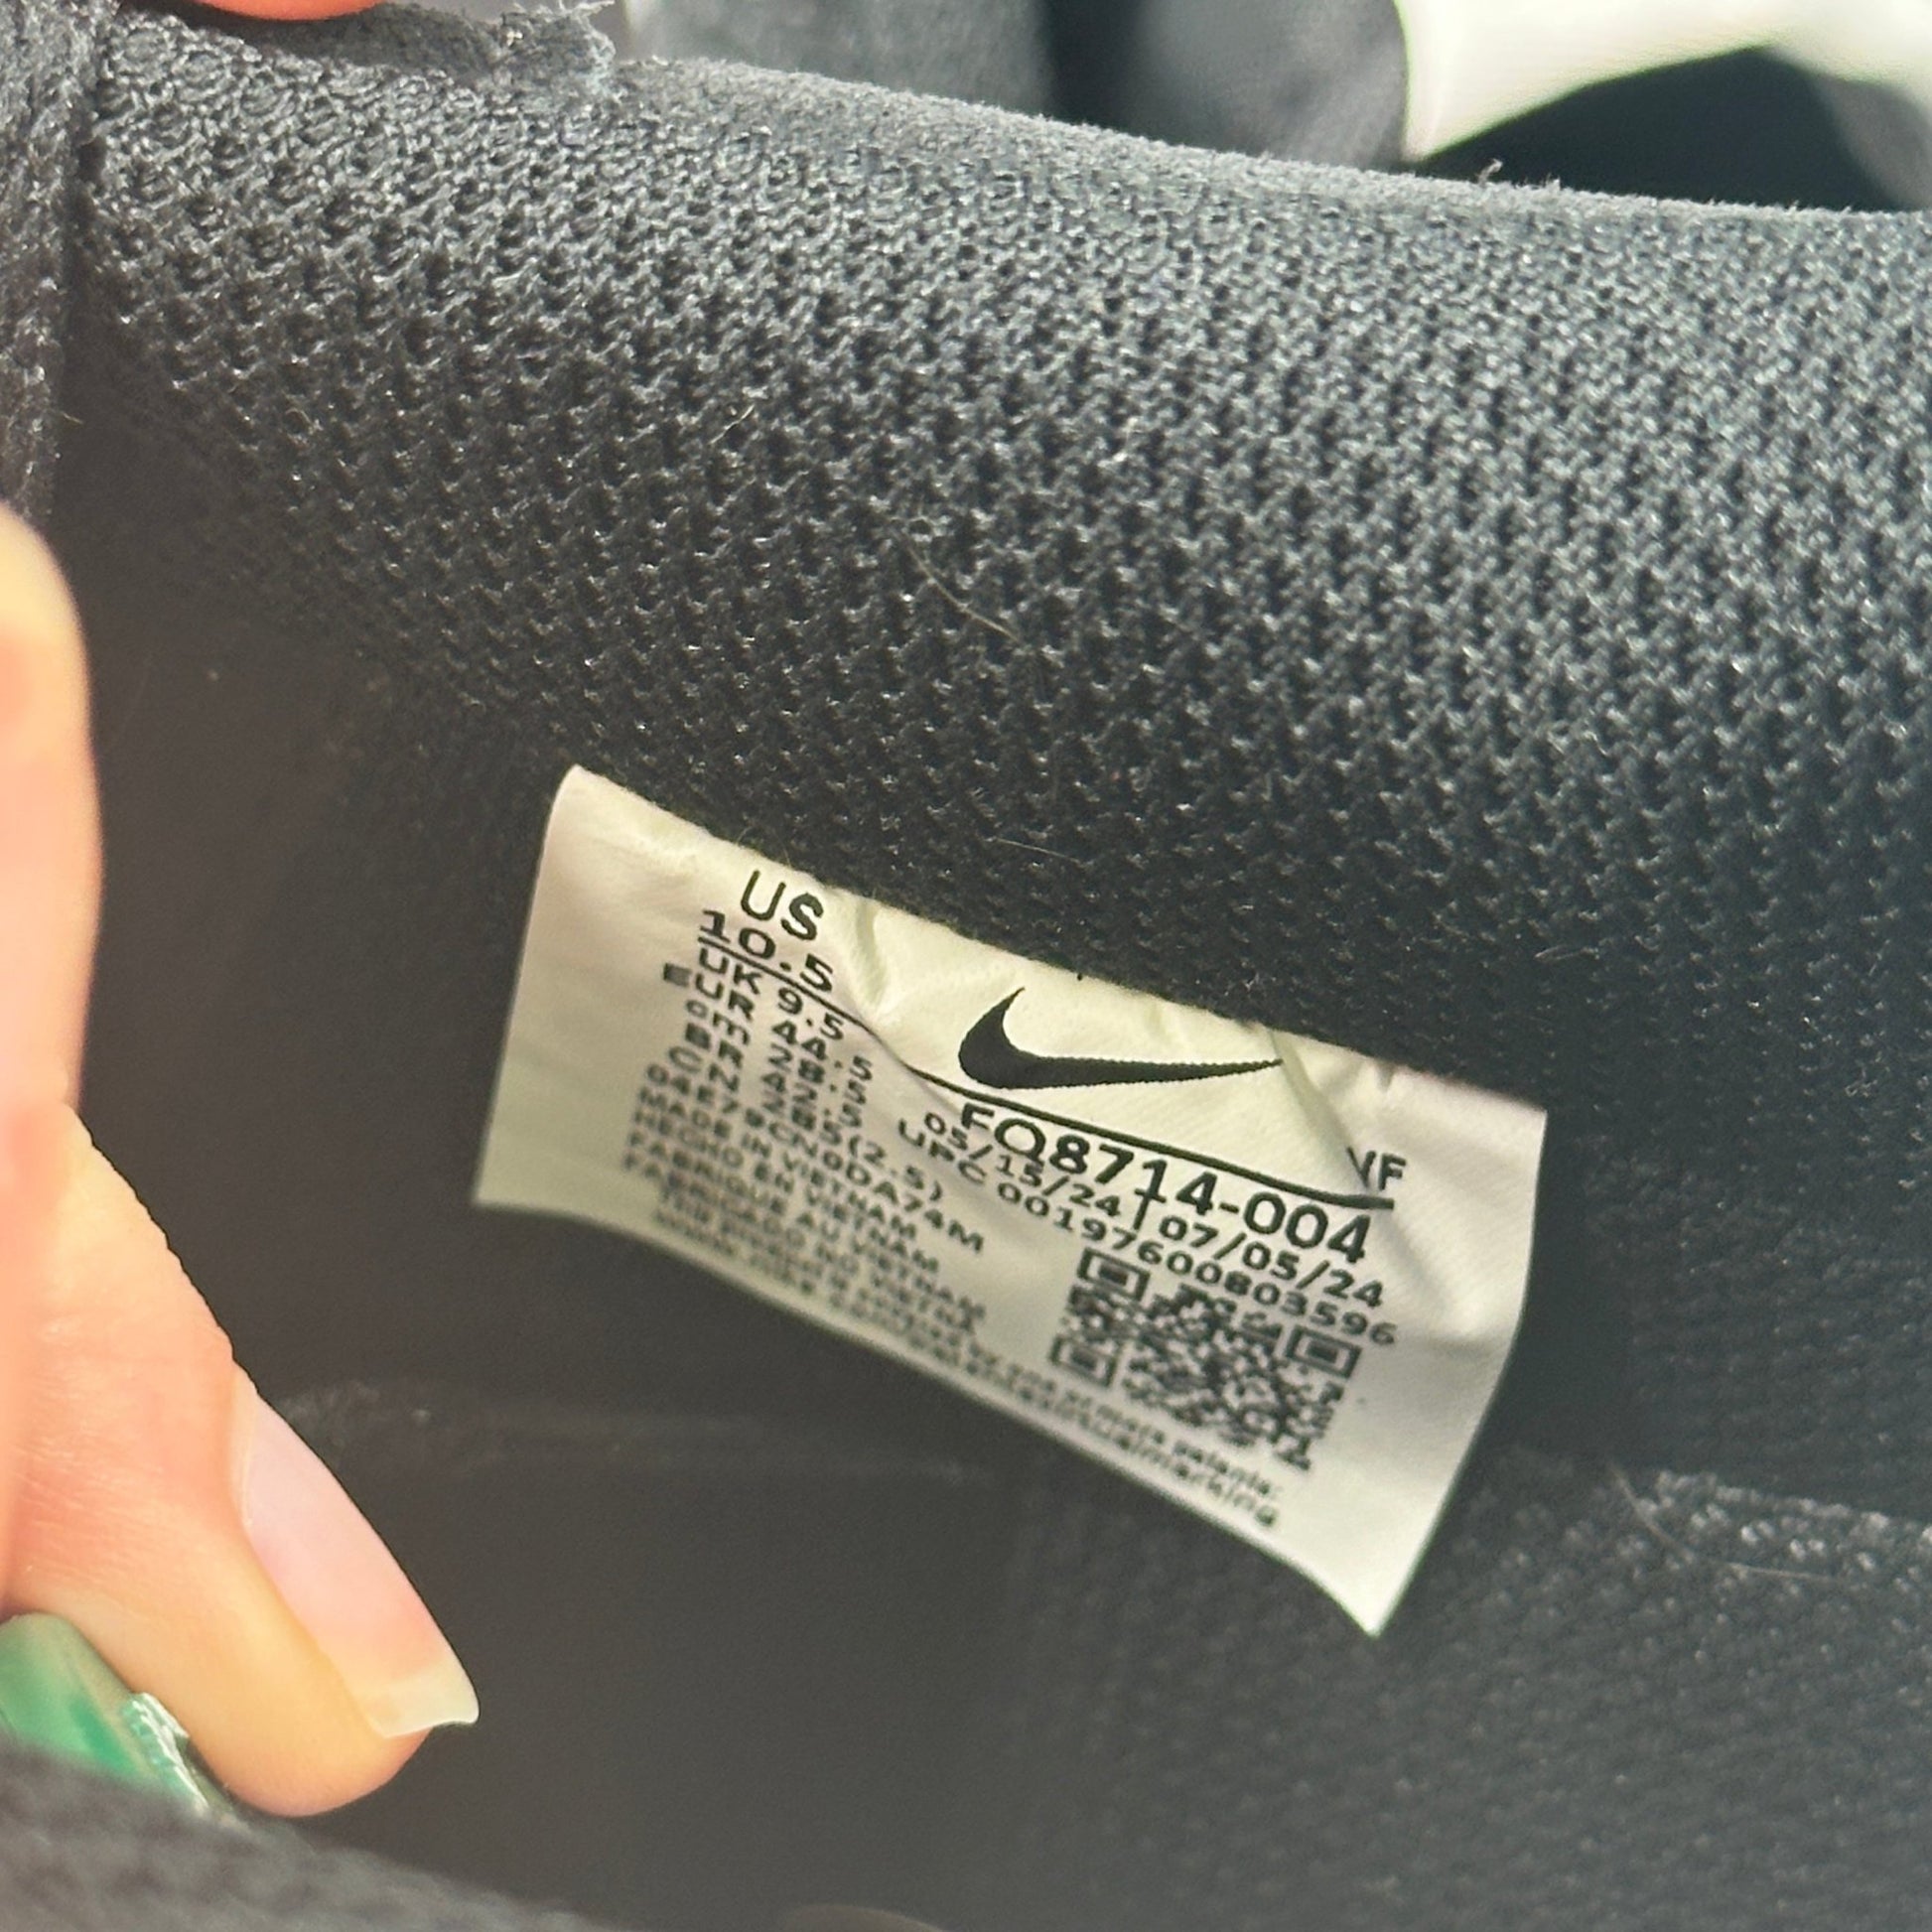 US
10.5
UK 9.5
EUR 44.5
cm 28.5
BR 42.5
CN 285(2.5)
VF
FQ8714-004
05/15/24 07/05/24
UPC 00197600803596
MADE IN VIETNAM
HECHO EN VIETNAM
FABRIQUE AU VIETNAM
patents: